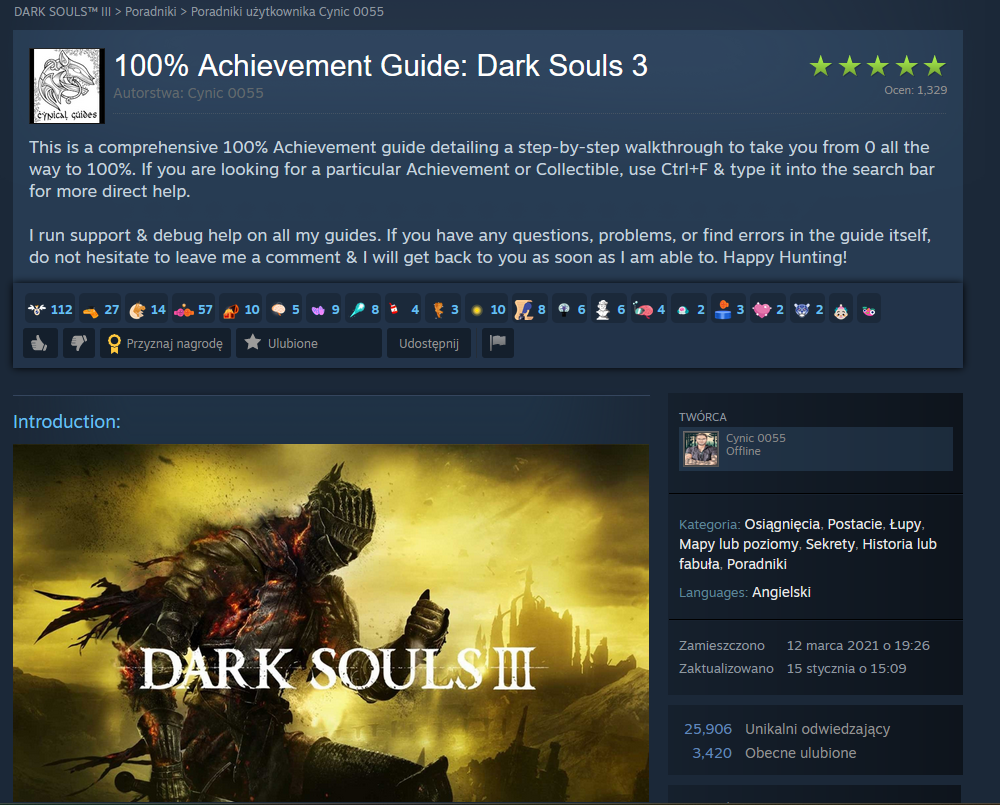 DARK SOULS™ III > Poradniki > Poradniki użytkownika Cynic 0055
100% Achievement Guide: Dark Souls 3
Autorstwa: Cynic 0055
Ocen: 1,329
cynical guides
This is a comprehensive 100% Achievement guide detailing a step-by-step walkthrough to take you from 0 all the
way to 100%. If you are looking for a particular Achievement or Collectible, use Ctrl+F & type it into the search bar
for more direct help.
I run support & debug help on all my guides. If you have any questions, problems, or find errors in the guide itself,
do not hesitate to leave me a comment & I will get back to you as soon as I am able to. Happy Hunting!
112 27 14 57 10 5 9 8 4 3 10 8 6 6 4 2 3 2 2
Przyznaj nagrodę Ulubione Udostępnij
Introduction:
DARK SOULS III
TWÓRCA
Cynic 0055
Offline
Kategoria: Osiągnięcia, Postacie, Łupy,
Mapy lub poziomy, Sekrety, Historia lub
fabuła, Poradniki
Languages: Angielski
Zamieszczono 12 marca 2021 o 19:26
Zaktualizowano 15 stycznia o 15:09
25,906 Unikalni odwiedzający
3,420 Obecne ulubione